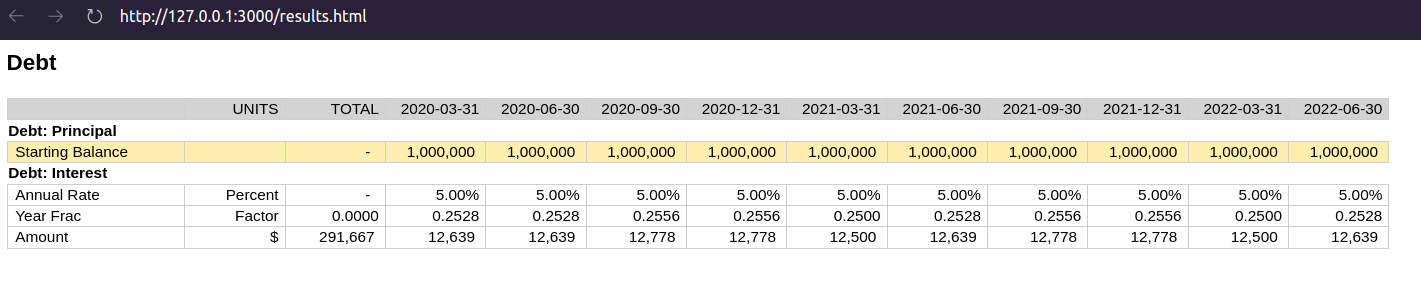 http://127.0.0.1:3000/results.html
Debt
UNITS TOTAL 2020-03-31 2020-06-30 2020-09-30 2020-12-31 2021-03-31 2021-06-30 2021-09-30 2021-12-31 2022-03-31 2022-06-30
Debt: Principal
Starting Balance - 1,000,000 1,000,000 1,000,000 1,000,000 1,000,000 1,000,000 1,000,000 1,000,000 1,000,000 1,000,000
Debt: Interest
Annual Rate Percent - 5.00% 5.00% 5.00% 5.00% 5.00% 5.00% 5.00% 5.00% 5.00% 5.00%
Year Frac Factor 0.0000 0.2528 0.2528 0.2556 0.2556 0.2500 0.2528 0.2556 0.2556 0.2500 0.2528
Amount $ 291,667 12,639 12,639 12,778 12,778 12,500 12,639 12,778 12,778 12,500 12,639